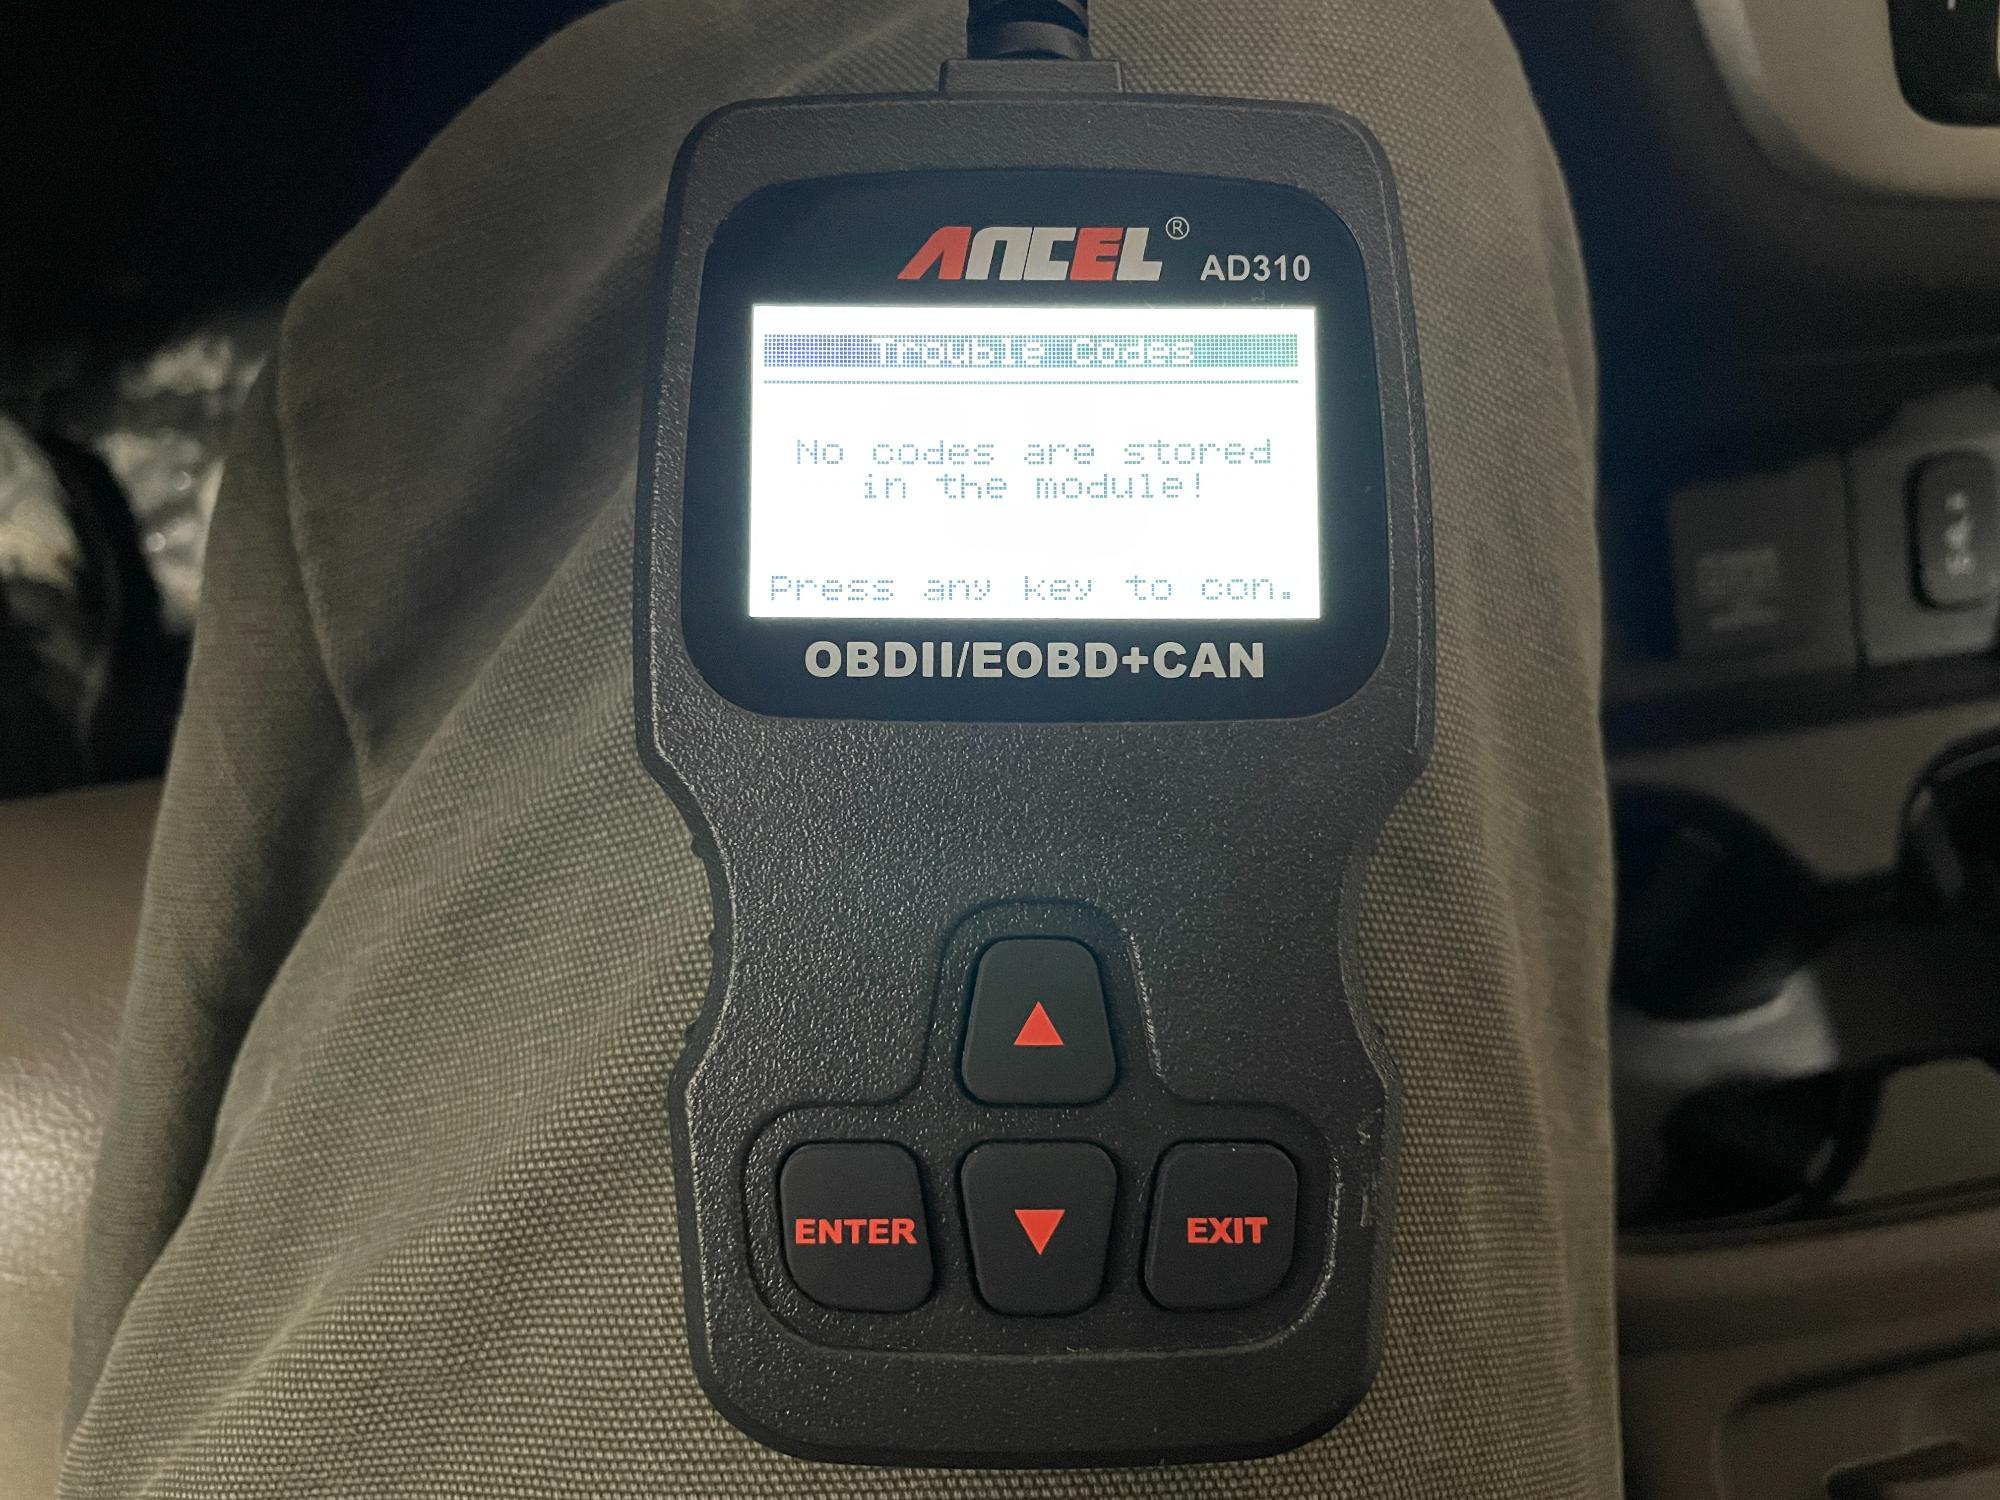 ANCEL® AD310
Trouble Codes
No codes are stored
in the module!
Press any key to con.
OBDII/EOBD+CAN
ENTER
EXIT